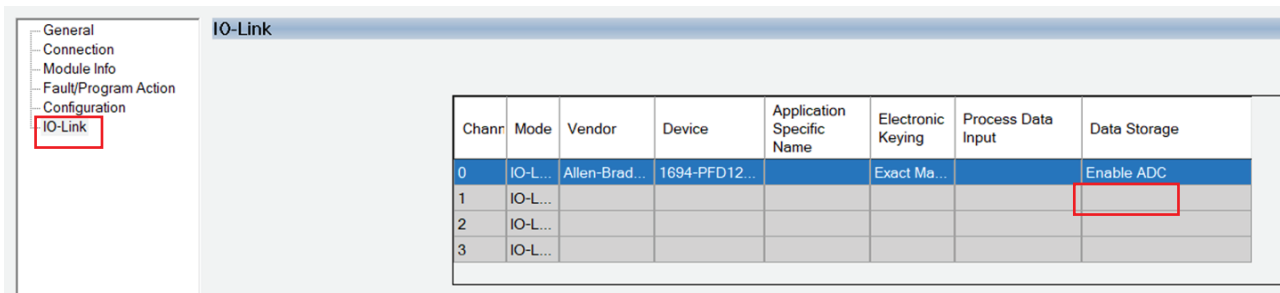 General
Connection
Module Info
Fault/Program Action
Configuration
IO-Link
IO-Link
Chann Mode Vendor Device Application Specific Name Electronic Keying Process Data Input Data Storage
0 IO-L... Allen-Brad... 1694-PFD12... Exact Ma... Enable ADC
1 IO-L...
2 IO-L...
3 IO-L...